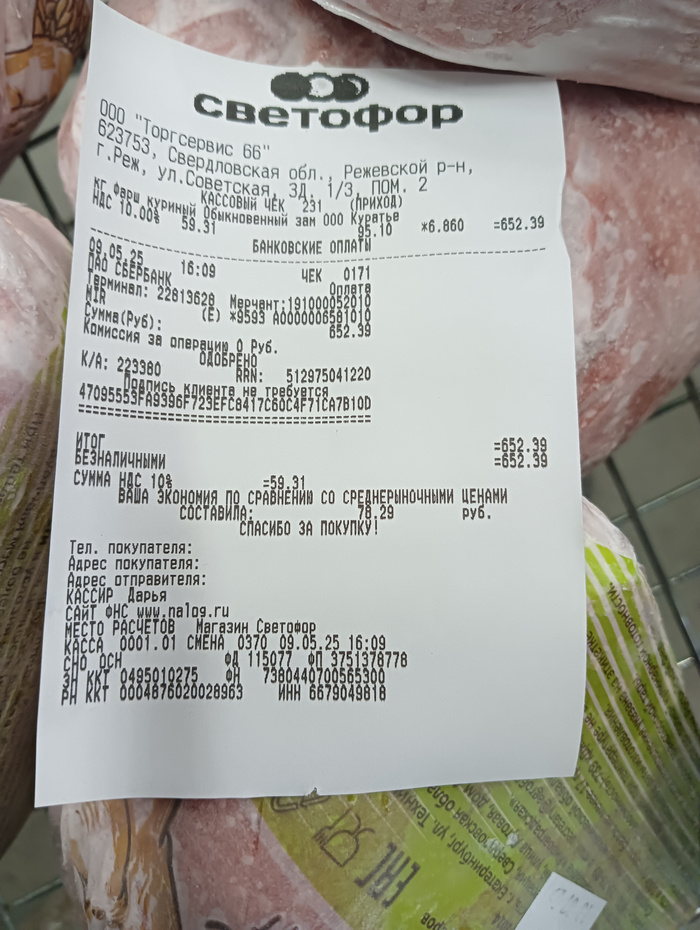 светофор
ООО "Торгсервис 66"
623753, Свердловская обл., Режевской р-н,
г.Реж, ул.Советская, ЗД. 1/3, ПОМ. 2
КАССОВЫЙ ЧЕК 231 (ПРИХОД)
кг Фарш куриный Обыкновенный зам ООО Куратье
95.10 *6.860 =652.39
НДС 10.00% 59.31
БАНКОВСКИЕ ОПЛАТЫ
09.05.25 16:09 ЧЕК 0171
ПАО СБЕРБАНК Оплата
Терминал: 22813628 Мерчант:191000052010
MIR (E) *9593 A0000006581010
Сумма(Руб): 652.39
Комиссия за операцию 0 Руб.
ОДОБРЕНО
К/А: 223380 RRN: 512975041220
Подпись клиента не требуется
47095553FA9396F723EFC8417C60C4F71CA7B10D
================================
ИТОГ =652.39
БЕЗНАЛИЧНЫМИ =652.39
СУММА НДС 10% =59.31
ВАША ЭКОНОМИЯ ПО СРАВНЕНИЮ СО СРЕДНЕРЫНОЧНЫМИ ЦЕНАМИ
СОСТАВИЛА: 78.29 руб.
СПАСИБО ЗА ПОКУПКУ!
Тел. покупателя:
Адрес покупателя:
Адрес отправителя:
КАССИР Дарья
САЙТ ФНС www.nalog.ru
МЕСТО РАСЧЕТОВ Магазин Светофор
КАССА 0001.01 СМЕНА 0370 09.05.25 16:09
СНО ОСН ФД 115077 ФП 3751378778
ЗН ККТ 0495010275 ФН 7380440700565300
РН ККТ 0004876020028963 ИНН 6679049818
EAC